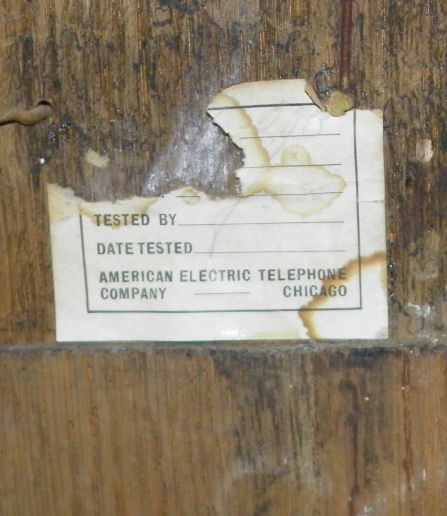 TESTED BY
DATE TESTED
AMERICAN ELECTRIC TELEPHONE
COMPANY CHICAGO